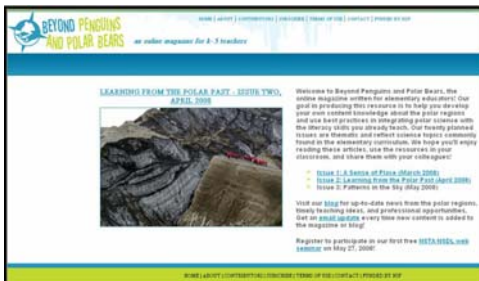 BEYOND PENGUINS
AND POLAR BEARS
HOME | ABOUT | CONTRIBUTORS | SUBSCRIBE | TERMS OF USE | CONTACT | FUNDED BY NSF
an online magazine for k-5 teachers
LEARNING FROM THE POLAR PAST - ISSUE TWO,
APRIL 2008
Welcome to Beyond Penguins and Polar Bears, the
online magazine written for elementary educators! Our
goal in producing this resource is to help you develop
your own content knowledge about the polar regions
and use best practices in integrating polar science with
the literacy skills you already teach. Our twenty planned
issues are thematic and reflect science topics commonly
found in the elementary curriculum. We hope you'll enjoy
reading these articles, use the resources in your
classroom, and share them with your colleagues!
Issue 1: A Sense of Place (March 2008)
Issue 2: Learning from the Polar Past (April 2008)
Issue 3: Patterns in the Sky (May 2008)
Visit our blog for up-to-date news from the polar regions,
timely teaching ideas, and professional opportunities.
Get an email update every time new content is added to
the magazine or blog!
Register to participate in our first free NSTA NSDL web
seminar on May 27, 2008!
HOME | ABOUT | CONTRIBUTORS | SUBSCRIBE | TERMS OF USE | CONTACT | FUNDED BY NSF